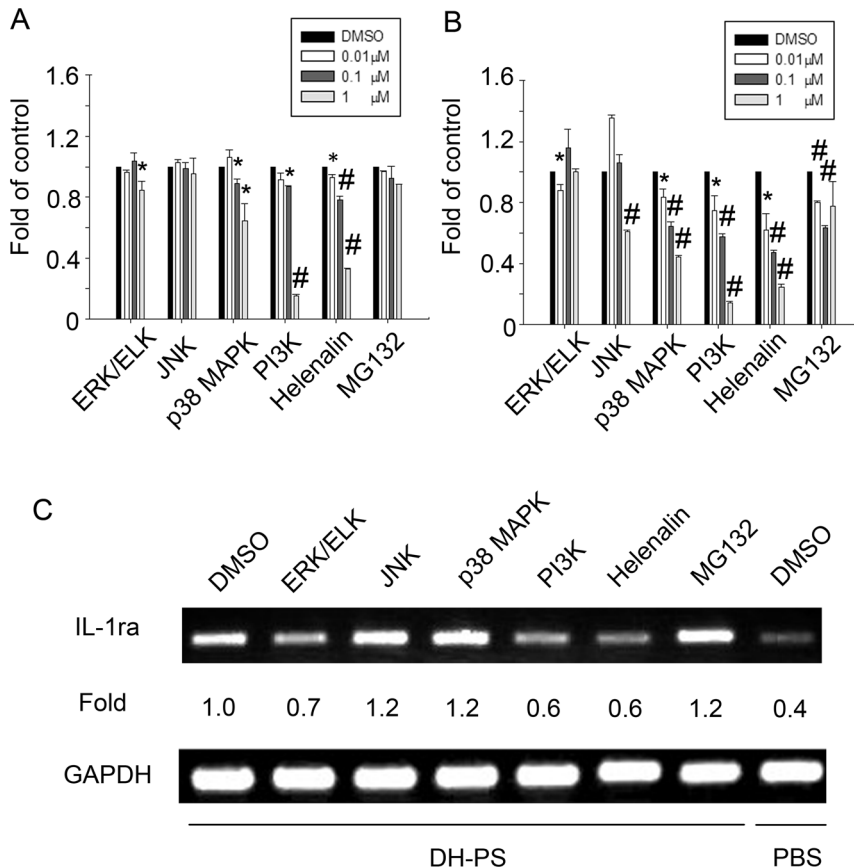 A
DMSO
0.01 μM
0.1 μM
1 μM
Fold of control
1.6
1.2
0.8
0.4
0
* * * * # # * #
ERK/ELK
JNK
p38 MAPK
PI3K
Helenalin
MG132
B
DMSO
0.01 μM
0.1 μM
1 μM
Fold of control
1.6
1.2
0.8
0.4
0
* # * # # * # # * # # # #
ERK/ELK
JNK
p38 MAPK
PI3K
Helenalin
MG132
C
DMSO ERK/ELK JNK p38 MAPK PI3K Helenalin MG132 DMSO
IL-1ra
Fold 1.0 0.7 1.2 1.2 0.6 0.6 1.2 0.4
GAPDH
DH-PS PBS